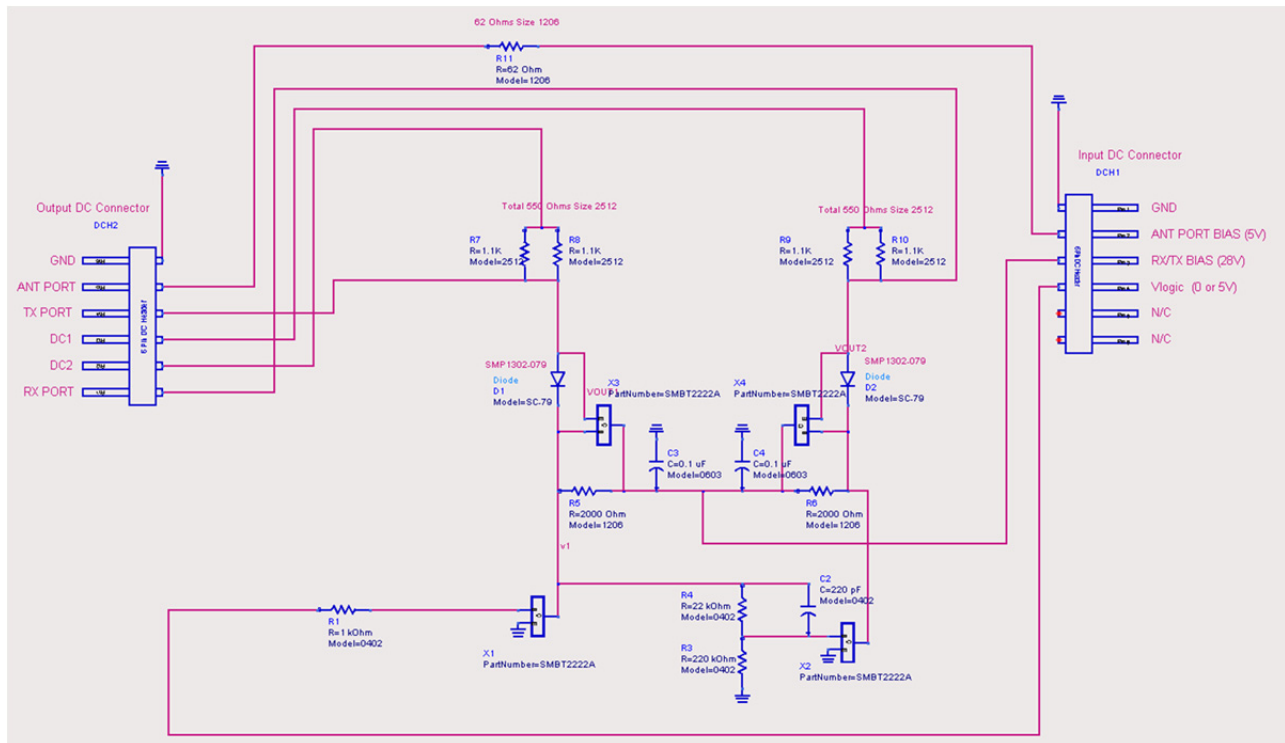 62 Ohms Size 1206
R11
R=62 Ohm
Model=1206
Input DC Connector
DCH1
GND
ANT PORT BIAS (5V)
RX/TX BIAS (28V)
Vlogic (0 or 5V)
N/C
N/C
Output DC Connector
DCH2
GND
ANT PORT
TX PORT
DC1
DC2
RX PORT
Total 550 Ohms Size 2512
R7
R=1.1K
Model=2512
R8
R=1.1K
Model=2512
Total 550 Ohms Size 2512
R9
R=1.1K
Model=2512
R10
R=1.1K
Model=2512
SMP1302-079
Diode
D1
Model=SC-79
X3
PartNumber=SMBT2222A
VOUT2
X4
PartNumber=SMBT2222A
SMP1302-079
Diode
D2
Model=SC-79
C3
C=0.1 uF
Model=0603
C4
C=0.1 uF
Model=0603
R5
R=2000 Ohm
Model=1206
R6
R=2000 Ohm
Model=1206
v1
R1
R=1 kOhm
Model=0402
X1
PartNumber=SMBT2222A
R4
R=22 kOhm
Model=0402
C2
C=220 pF
Model=0402
R3
R=220 kOhm
Model=0402
X2
PartNumber=SMBT2222A